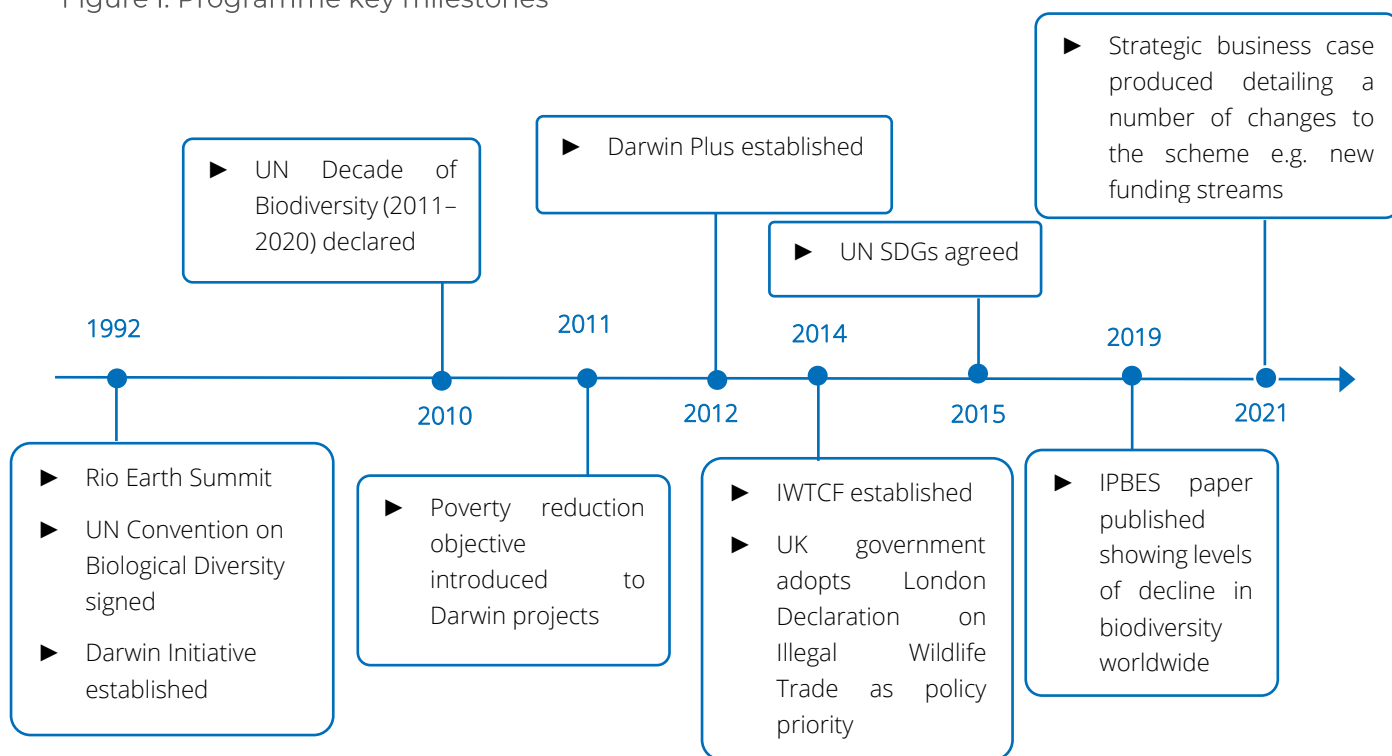 Figure 1: Programme key milestones
► Strategic business case
produced detailing a
number of changes to
the scheme e.g. new
funding streams
► UN Decade of
Biodiversity (2011–
2020) declared
► Darwin Plus established
► UN SDGs agreed
1992
2011
2014
2019
2010
2012
2015
2021
► Rio Earth Summit
► UN Convention on
Biological Diversity
signed
► Darwin Initiative
established
► Poverty reduction
objective
introduced to
Darwin projects
► IWTCF established
► UK government
adopts London
Declaration on
Illegal Wildlife
Trade as policy
priority
► IPBES paper
published
showing levels
of decline in
biodiversity
worldwide